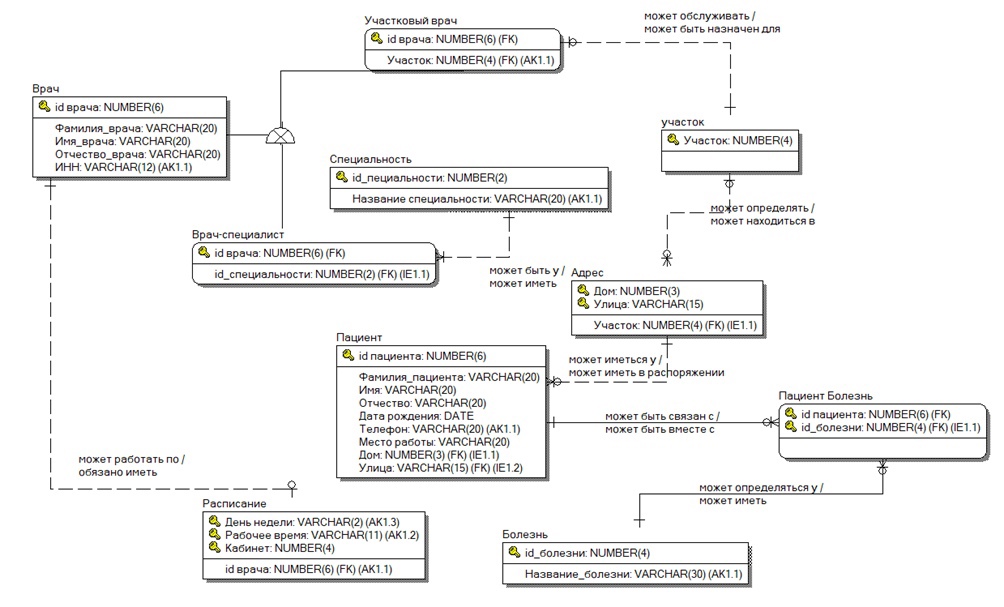 Участковый врач
id врача: NUMBER(6) (FK)
Участок: NUMBER(4) (FK) (AK1.1)
может обслуживать /
может быть назначен для
Врач
id врача: NUMBER(6)
Фамилия_врача: VARCHAR(20)
Имя_врача: VARCHAR(20)
Отчество_врача: VARCHAR(20)
ИНН: VARCHAR(12) (AK1.1)
участок
Участок: NUMBER(4)
Специальность
id_пециальности: NUMBER(2)
Название специальности: VARCHAR(20) (AK1.1)
может определять /
может находиться в
Врач-специалист
id врача: NUMBER(6) (FK)
id_специальности: NUMBER(2) (FK) (IE1.1)
может быть у /
может иметь
Адрес
Дом: NUMBER(3)
Улица: VARCHAR(15)
Участок: NUMBER(4) (FK) (IE1.1)
Пациент
id пациента: NUMBER(6)
Фамилия_пациента: VARCHAR(20)
Имя: VARCHAR(20)
Отчество: VARCHAR(20)
Дата рождения: DATE
Телефон: VARCHAR(20) (AK1.1)
Место работы: VARCHAR(20)
Дом: NUMBER(3) (FK) (IE1.1)
Улица: VARCHAR(15) (FK) (IE1.2)
может иметься у /
может иметь в распоряжении
Пациент Болезнь
id пациента: NUMBER(6) (FK)
id_болезни: NUMBER(4) (FK) (IE1.1)
может быть связан с /
может быть вместе с
может работать по /
обязано иметь
может определяться у /
может иметь
Расписание
День недели: VARCHAR(2) (AK1.3)
Рабочее время: VARCHAR(11) (AK1.2)
Кабинет: NUMBER(4)
id врача: NUMBER(6) (FK) (AK1.1)
Болезнь
id_болезни: NUMBER(4)
Название_болезни: VARCHAR(30) (AK1.1)